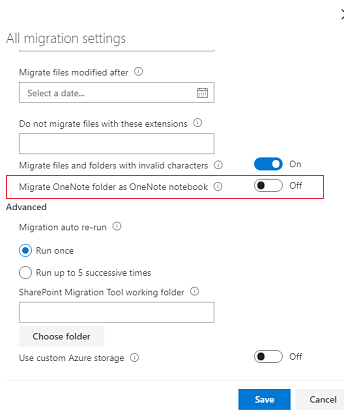 All migration settings
Migrate files modified after
Select a date...
Do not migrate files with these extensions
Migrate files and folders with invalid characters
On
Migrate OneNote folder as OneNote notebook
Off
Advanced
Migration auto re-run
Run once
Run up to 5 successive times
SharePoint Migration Tool working folder
Choose folder
Use custom Azure storage
Off
Save
Cancel